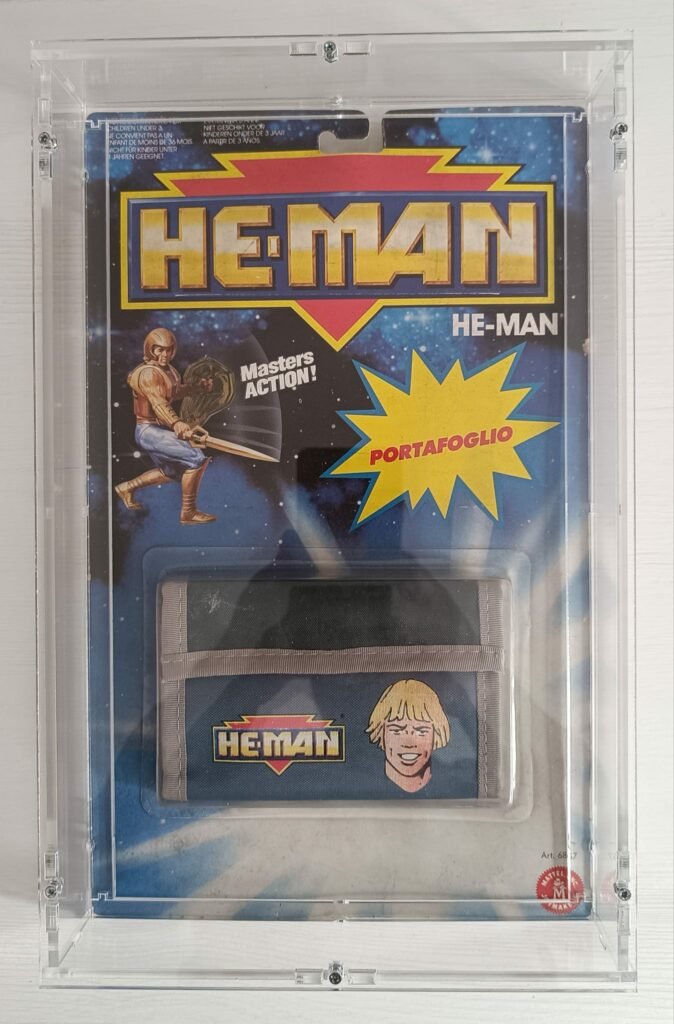 CHILDREN UNDER 3.
NE CONVIENT PAS A UN
ENFANT DE MOINS DE 36 MOIS.
NICHT FÜR KINDER UNTER
3 JAHREN GEEIGNET.
NIET GESCHIKT VOOR
KINDEREN ONDER DE 3 JAAR
A PARTIR DE 3 AÑOS.
HE-MAN
HE-MAN
Masters
ACTION!
PORTAFOGLIO
HE-MAN
Art.
MATTEL
M